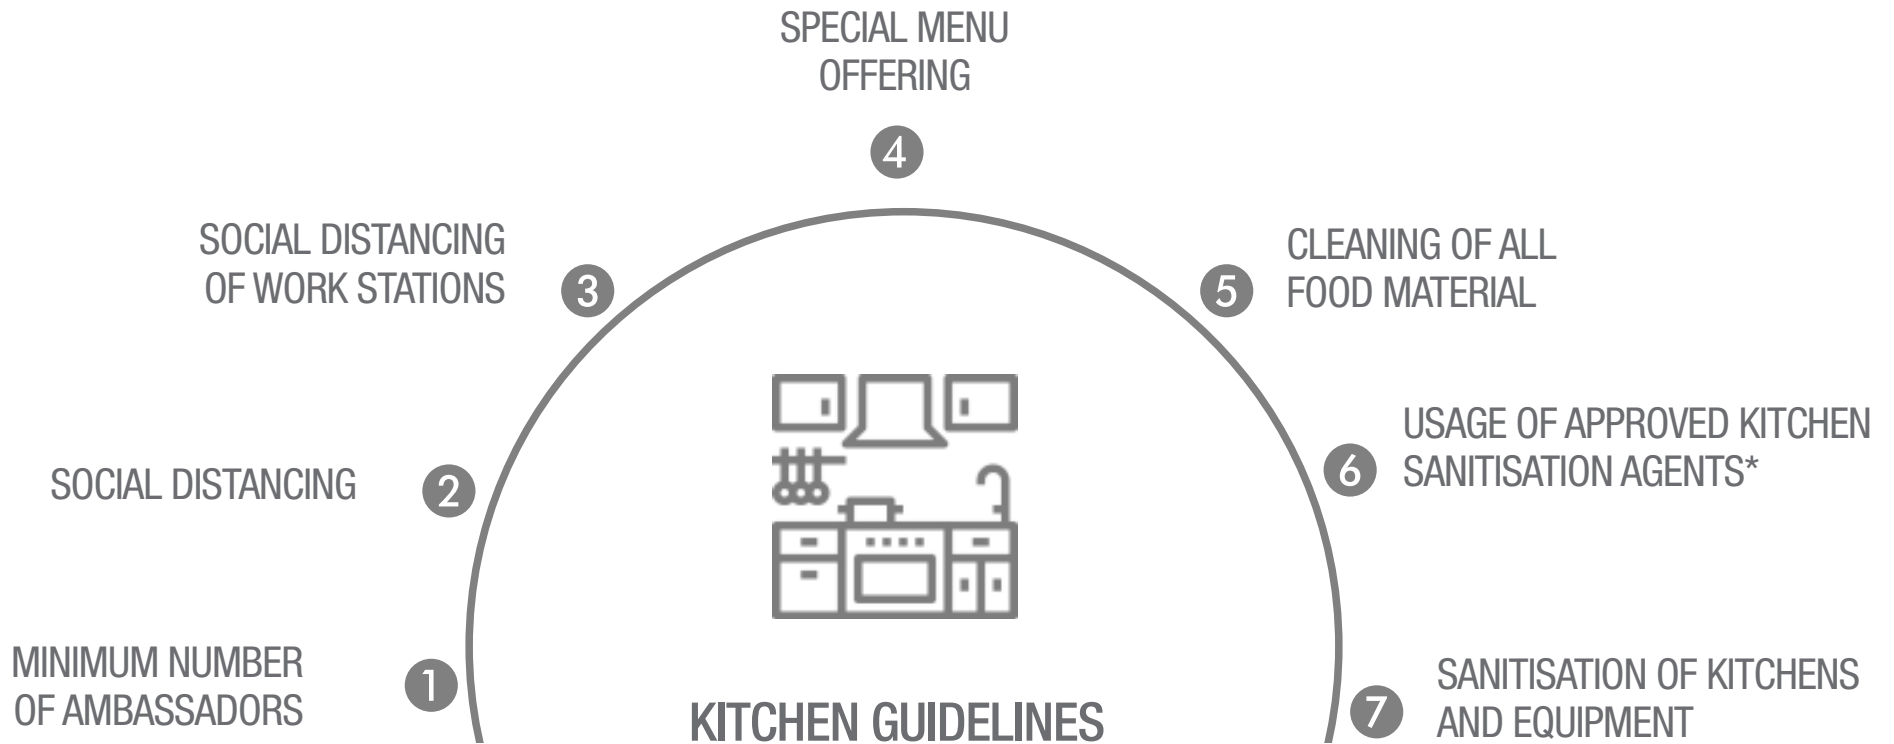 SPECIAL MENU
OFFERING
4
SOCIAL DISTANCING
OF WORK STATIONS
3
5
CLEANING OF ALL
FOOD MATERIAL
SOCIAL DISTANCING
2
6
USAGE OF APPROVED KITCHEN
SANITISATION AGENTS*
MINIMUM NUMBER
OF AMBASSADORS
1
KITCHEN GUIDELINES
7
SANITISATION OF KITCHENS
AND EQUIPMENT